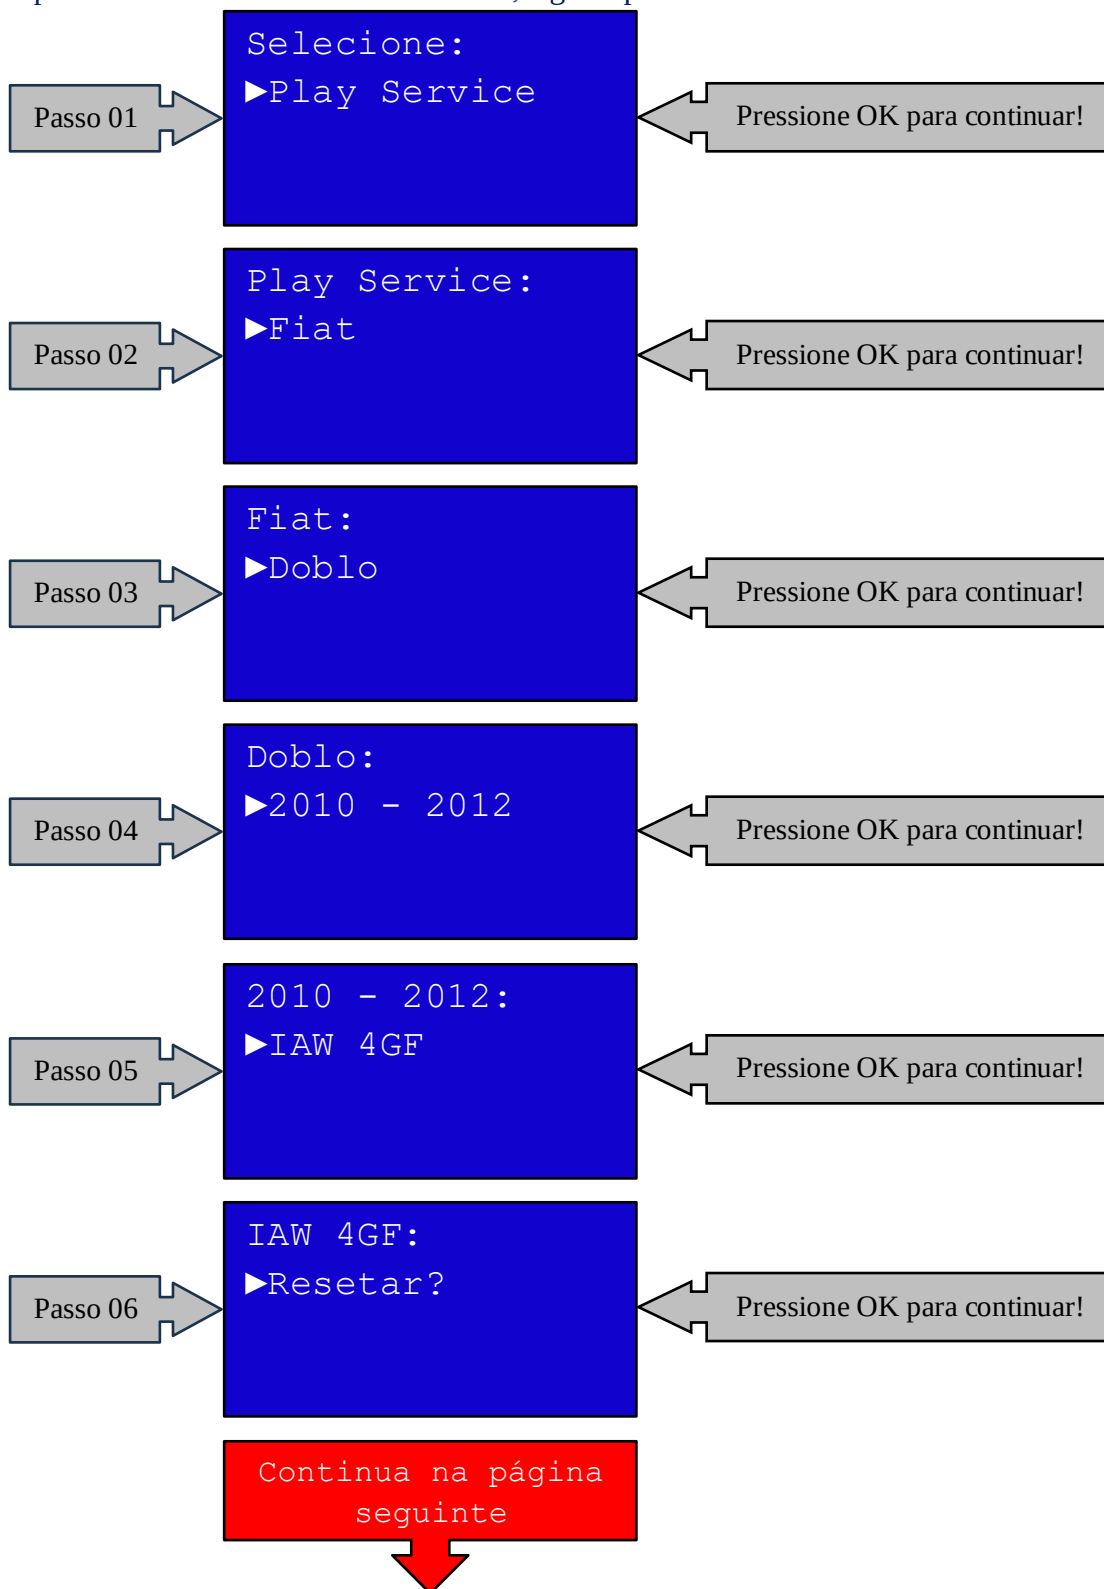 Selecione:
►Play Service
Passo 01
Pressione OK para continuar!
Play Service:
►Fiat
Passo 02
Pressione OK para continuar!
Fiat:
►Doblo
Passo 03
Pressione OK para continuar!
Doblo:
►2010 - 2012
Passo 04
Pressione OK para continuar!
2010 - 2012:
►IAW 4GF
Passo 05
Pressione OK para continuar!
IAW 4GF:
►Resetar?
Passo 06
Pressione OK para continuar!
Continua na página
seguinte